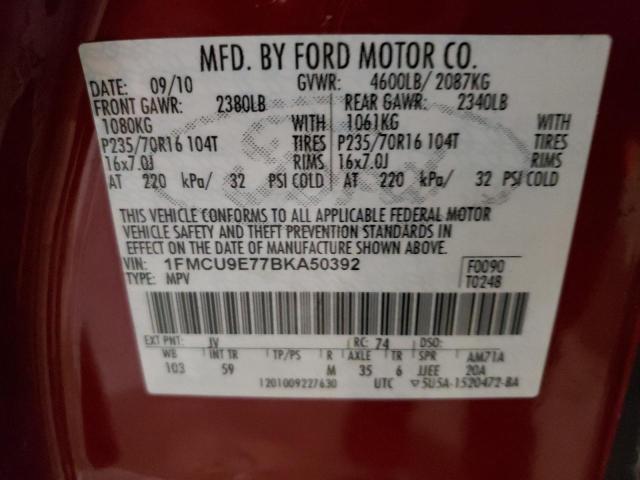 MFD. BY FORD MOTOR CO.
DATE: 09/10 GVWR: 4600LB/ 2087KG
FRONT GAWR: 2380LB REAR GAWR: 2340LB
1080KG WITH 1061KG WITH
P235/70R16 104T TIRES P235/70R16 104T TIRES
16x7.0J RIMS 16x7.0J RIMS
AT 220 kPa/ 32 PSI COLD AT 220 kPa/ 32 PSI COLD
THIS VEHICLE CONFORMS TO ALL APPLICABLE FEDERAL MOTOR
VEHICLE SAFETY AND THEFT PREVENTION STANDARDS IN
EFFECT ON THE DATE OF MANUFACTURE SHOWN ABOVE.
VIN: 1FMCU9E77BKA50392 F0090
TYPE: MPV T0248
EXT PNT: JV RC: 74 DSO:
WB INT TR TP/PS R AXLE TR SPR AM71A
103 59 M 35 6 JJEE 20A
1201009227630 UTC 5U5A-1520472-BA